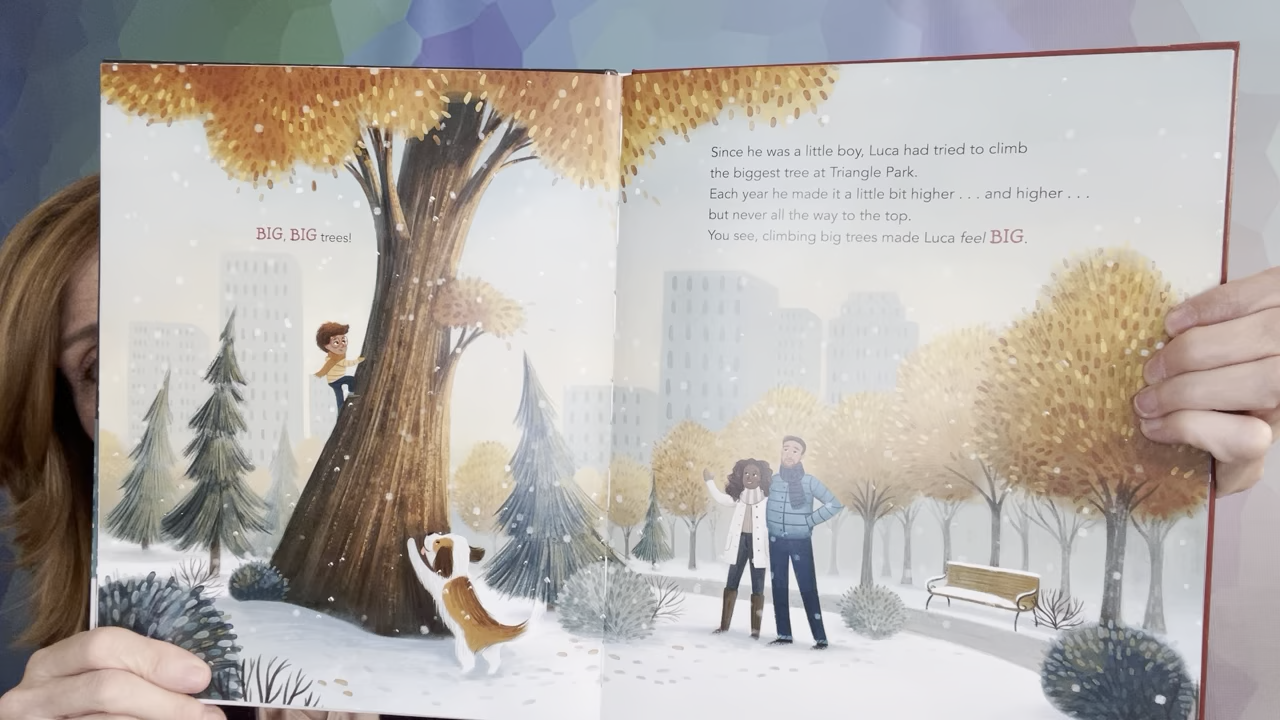 BIG, BIG trees!
Since he was a little boy, Luca had tried to climb
the biggest tree at Triangle Park.
Each year he made it a little bit higher . . . and higher . . .
but never all the way to the top.
You see, climbing big trees made Luca feel BIG.